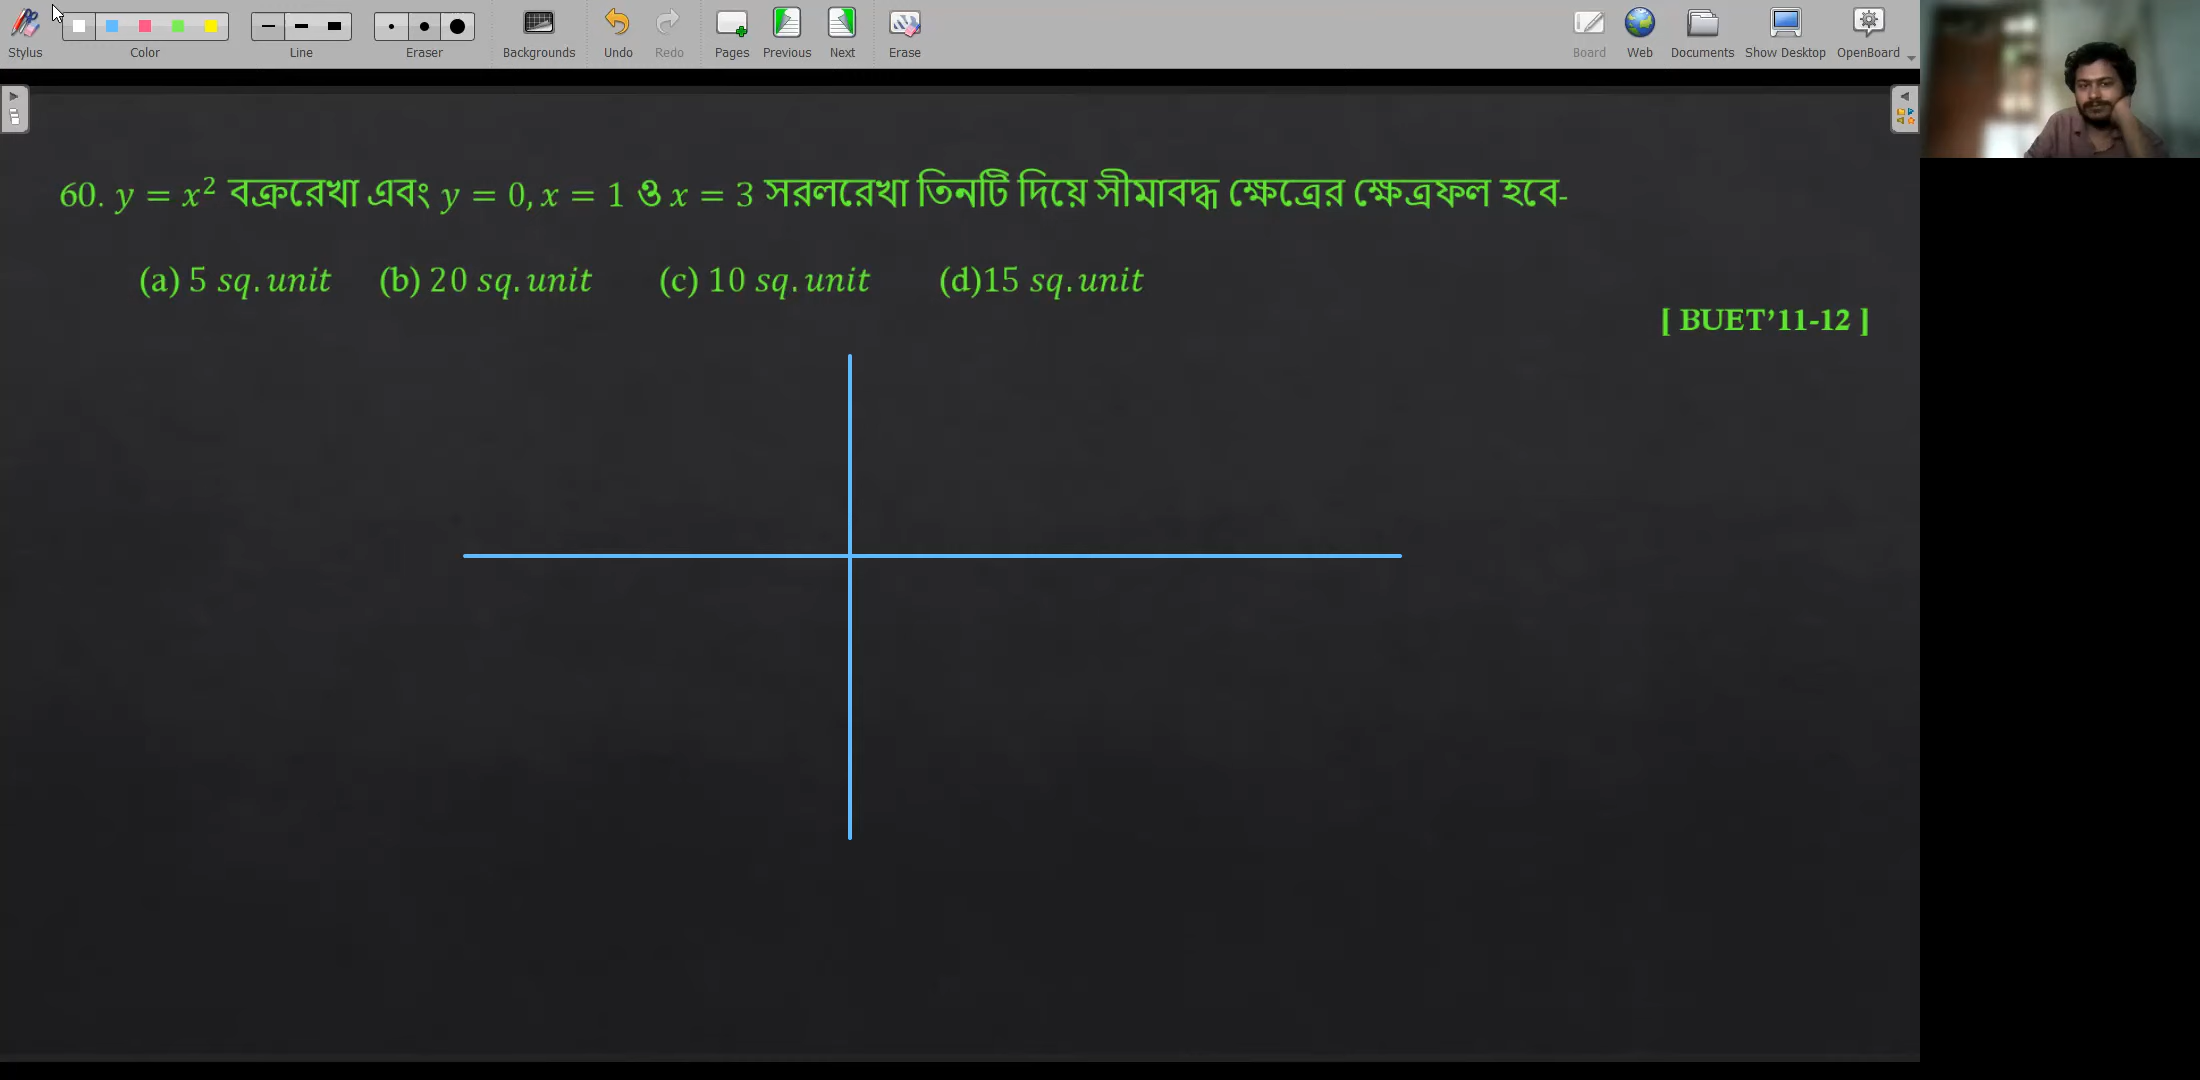 Stylus Color Line Eraser Backgrounds Undo Redo Pages Previous Next Erase Board Web Documents Show Desktop OpenBoard
60. y = x² বক্ররেখা এবং y = 0, x = 1 ও x = 3 সরলরেখা তিনটি দিয়ে সীমাবদ্ধ ক্ষেত্রের ক্ষেত্রফল হবে-
(a) 5 sq. unit (b) 20 sq. unit (c) 10 sq. unit (d)15 sq. unit
[ BUET’11-12 ]